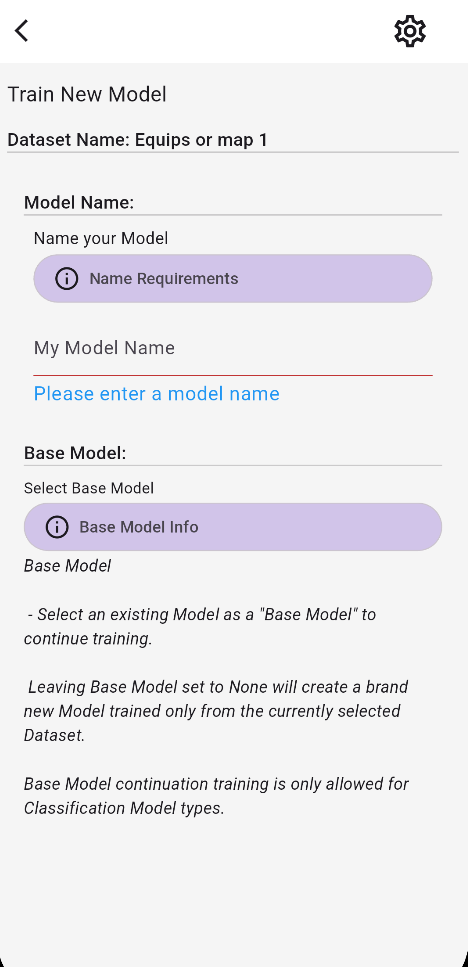 Train New Model
Dataset Name: Equips or map 1
Model Name:
Name your Model
Name Requirements
My Model Name
Please enter a model name
Base Model:
Select Base Model
Base Model Info
Base Model
- Select an existing Model as a "Base Model" to
continue training.
Leaving Base Model set to None will create a brand
new Model trained only from the currently selected
Dataset.
Base Model continuation training is only allowed for
Classification Model types.